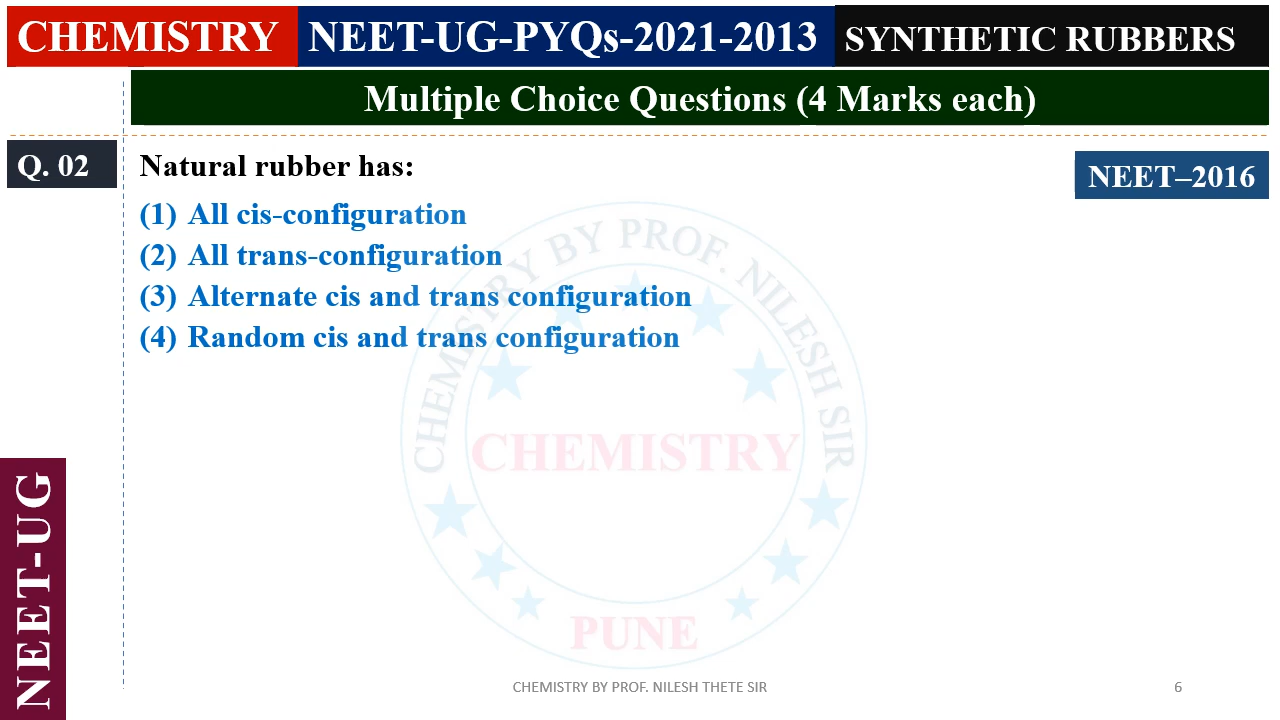 CHEMISTRY NEET-UG-PYQs-2021-2013 SYNTHETIC RUBBERS
Multiple Choice Questions (4 Marks each)
Q. 02 Natural rubber has:
NEET–2016
(1) All cis-configuration
(2) All trans-configuration
(3) Alternate cis and trans configuration
(4) Random cis and trans configuration
CHEMISTRY BY PROF. NILESH SIR
CHEMISTRY
PUNE
NEET-UG
CHEMISTRY BY PROF. NILESH THETE SIR
6